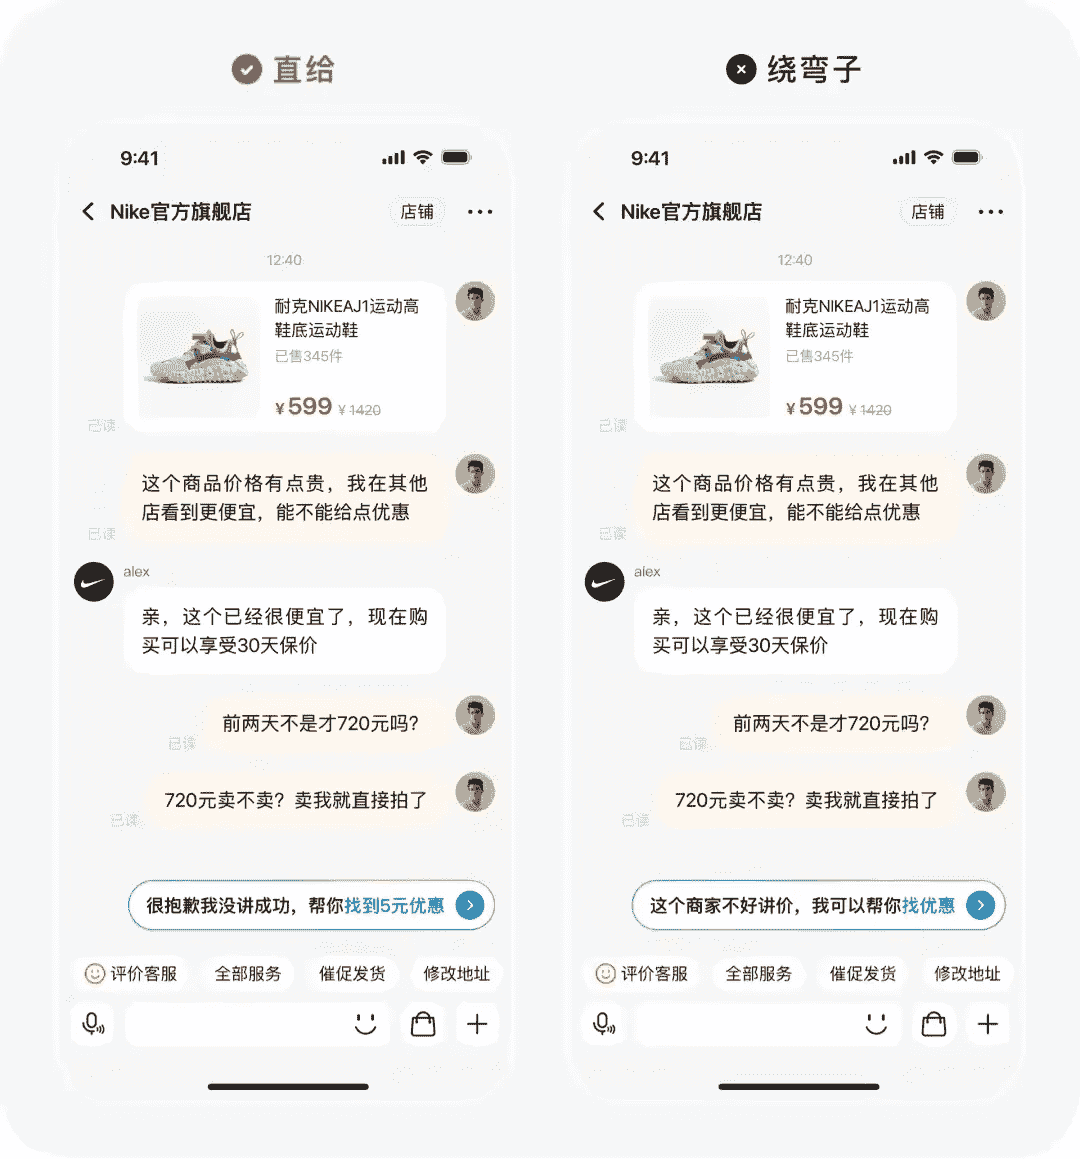 直给
9:41
Nike官方旗舰店
店铺
12:40
耐克NIKEAJ1运动高
鞋底运动鞋
已售345件
¥599 ¥1420
已读
这个商品价格有点贵，我在其他
店看到更便宜，能不能给点优惠
已读
alex
亲，这个已经很便宜了，现在购
买可以享受30天保价
前两天不是才720元吗？
已读
720元卖不卖？卖我就直接拍了
已读
很抱歉我没讲成功，帮你找到5元优惠
评价客服
全部服务
催促发货
修改地址
绕弯子
9:41
Nike官方旗舰店
店铺
12:40
耐克NIKEAJ1运动高
鞋底运动鞋
已售345件
¥599 ¥1420
已读
这个商品价格有点贵，我在其他
店看到更便宜，能不能给点优惠
已读
alex
亲，这个已经很便宜了，现在购
买可以享受30天保价
前两天不是才720元吗？
已读
720元卖不卖？卖我就直接拍了
已读
这个商家不好讲价，我可以帮你找优惠
评价客服
全部服务
催促发货
修改地址